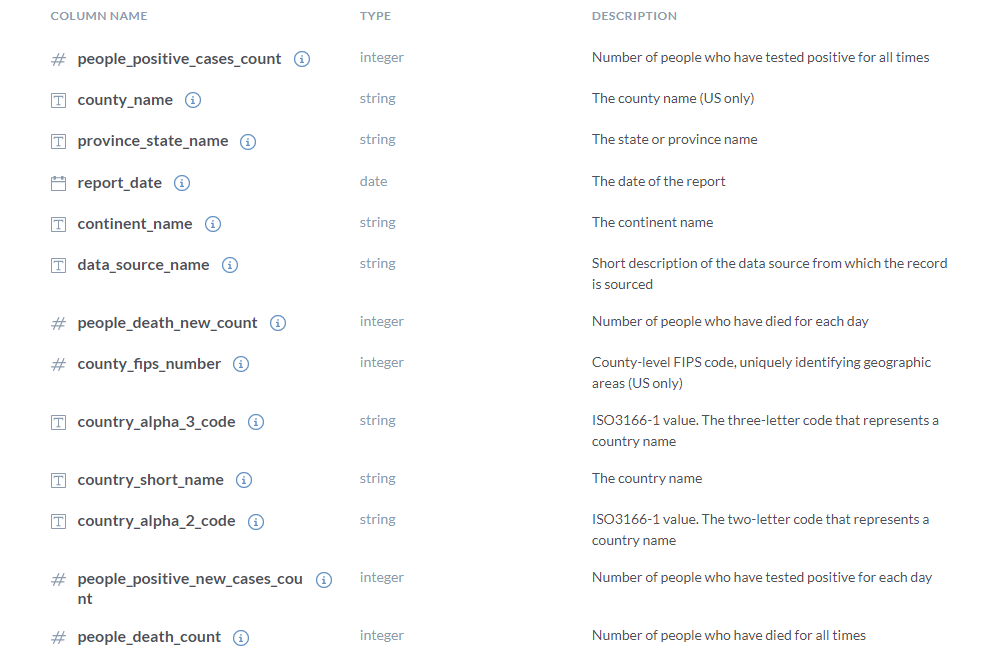 COLUMN NAME TYPE DESCRIPTION
people_positive_cases_count integer Number of people who have tested positive for all times
county_name string The county name (US only)
province_state_name string The state or province name
report_date date The date of the report
continent_name string The continent name
data_source_name string Short description of the data source from which the record
is sourced
people_death_new_count integer Number of people who have died for each day
county_fips_number integer County-level FIPS code, uniquely identifying geographic
areas (US only)
country_alpha_3_code string ISO3166-1 value. The three-letter code that represents a
country name
country_short_name string The country name
country_alpha_2_code string ISO3166-1 value. The two-letter code that represents a
country name
people_positive_new_cases_cou integer Number of people who have tested positive for each day
nt
people_death_count integer Number of people who have died for all times